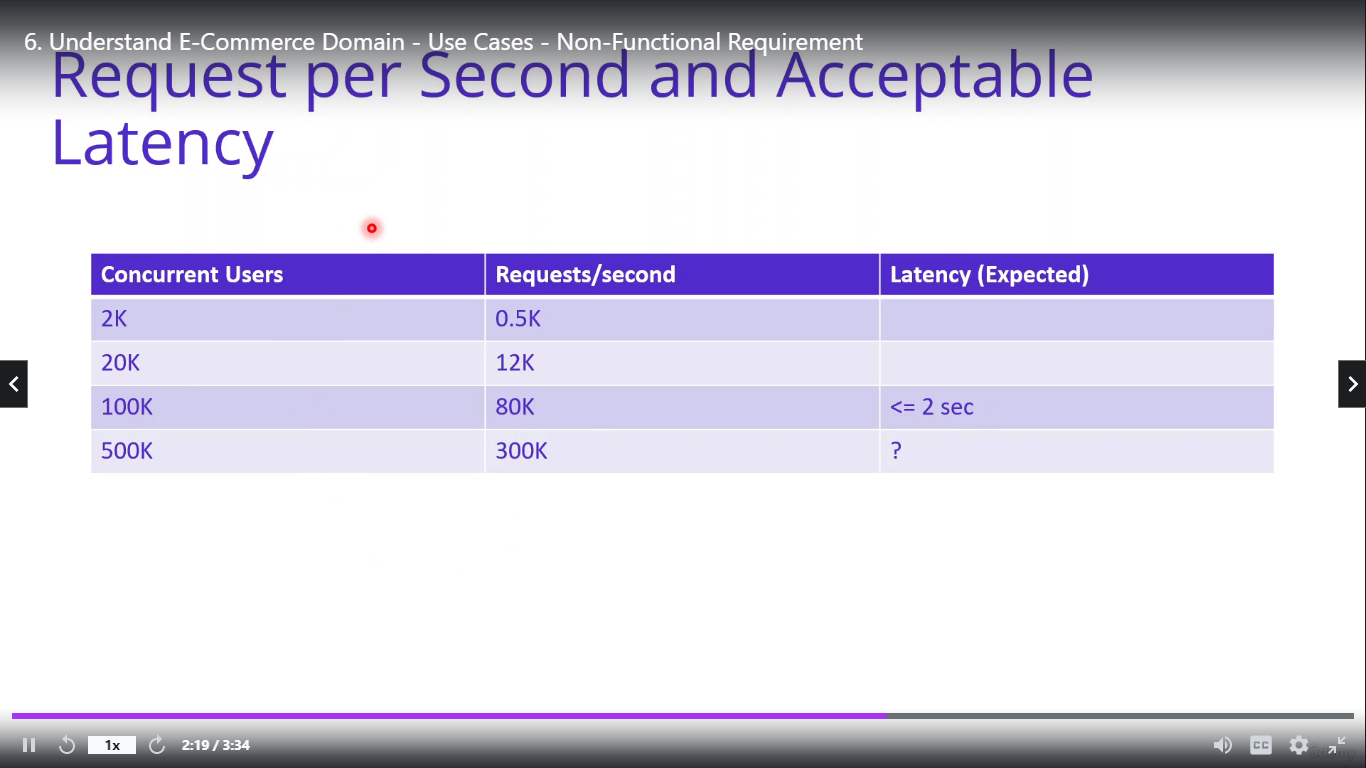 6. Understand E-Commerce Domain - Use Cases - Non-Functional Requirement
Request per Second and Acceptable
Latency
Concurrent Users Requests/second Latency (Expected)
2K 0.5K
20K 12K
100K 80K <= 2 sec
500K 300K ?
1x 2:19 / 3:34 CC